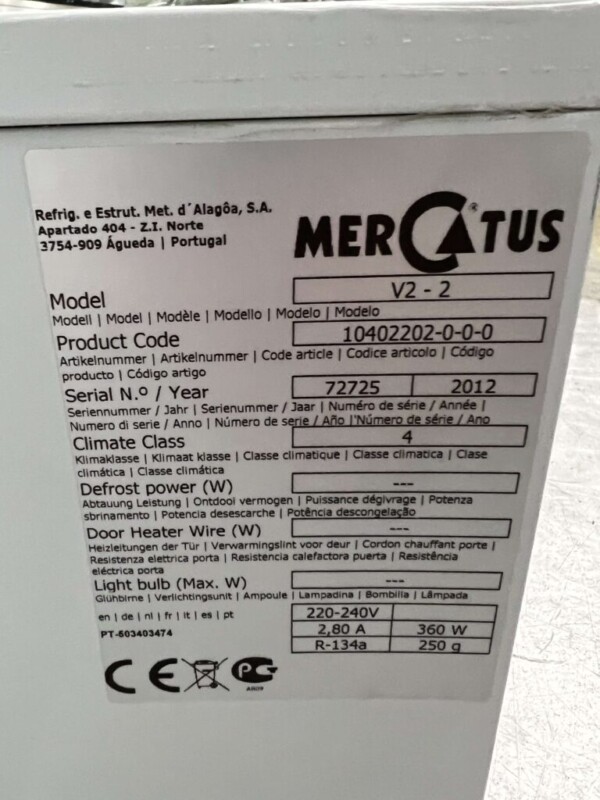 Refrig. e Estrut. Met. d´Alagôa, S.A.
Apartado 404 - Z.I. Norte
3754-909 Águeda | Portugal
MERCATUS
®
Model
V2 - 2
Modell | Model | Modèle | Modello | Modelo | Modelo
Product Code
10402202-0-0-0
Artikelnummer | Artikelnummer | Code article | Codice articolo | Código
producto | Código artigo
Serial N.º / Year
72725
2012
Seriennummer / Jahr | Serienummer / Jaar | Numéro de série / Année |
Numero di serie / Anno | Número de serie / Año | Número de série / Ano
Climate Class
4
Klimaklasse | Klimaat klasse | Classe climatique | Classe climatica | Clase
climática | Classe climática
Defrost power (W)
---
Abtauung Leistung | Ontdooi vermogen | Puissance dégivrage | Potenza
sbrinamento | Potencia desescarche | Potência descongelação
Door Heater Wire (W)
---
Heizleitungen der Tür | Verwarmingslint voor deur | Cordon chauffant porte |
Resistenza elettrica porta | Resistencia calefactora puerta | Resistência
eléctrica porta
Light bulb (Max. W)
---
Glühbirne | Verlichtingsunit | Ampoule | Lampadina | Bombilla | Lâmpada
en | de | nl | fr | it | es | pt
220-240V
2,80 A
360 W
R-134a
250 g
PT-503403474
CE
PC
AR09